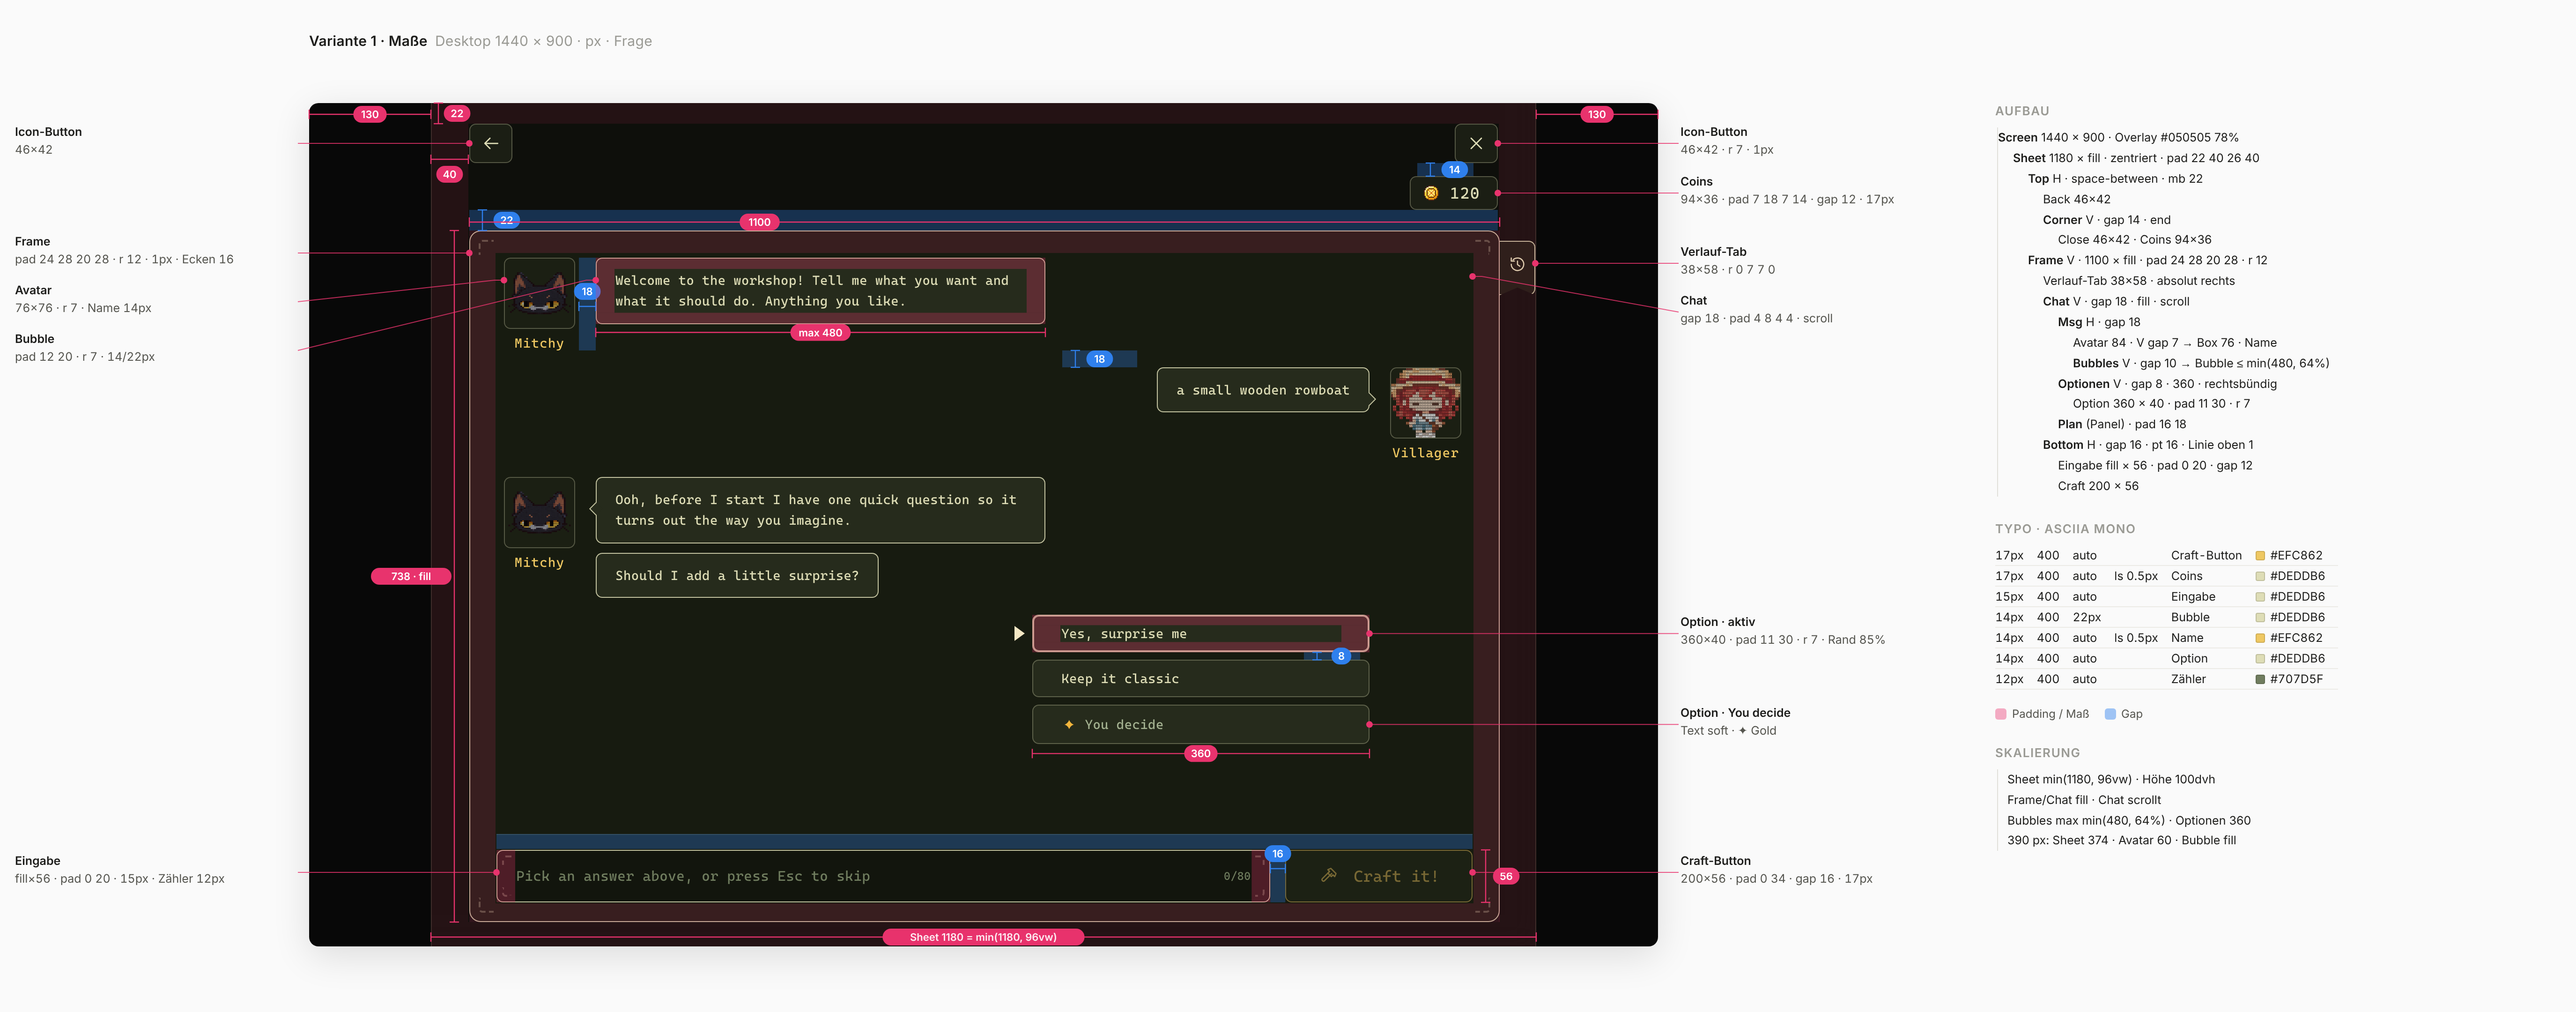 Variante 1 · Maße Desktop 1440 × 900 · px · Frage
Icon-Button
46×42
Frame
pad 24 28 20 28 · r 12 · 1px · Ecken 16
Avatar
76×76 · r 7 · Name 14px
Bubble
pad 12 20 · r 7 · 14/22px
Eingabe
fill×56 · pad 0 20 · 15px · Zähler 12px
130
22
130
40
14
120
22
1100
Welcome to the workshop! Tell me what you want and
what it should do. Anything you like.
18
Mitchy
max 480
18
a small wooden rowboat
Villager
Ooh, before I start I have one quick question so it
turns out the way you imagine.
Mitchy
Should I add a little surprise?
738 · fill
Yes, surprise me
8
Keep it classic
✦ You decide
360
16
Pick an answer above, or press Esc to skip
0/80
Craft it!
56
Sheet 1180 = min(1180, 96vw)
Icon-Button
46×42 · r 7 · 1px
Coins
94×36 · pad 7 18 7 14 · gap 12 · 17px
Verlauf-Tab
38×58 · r 0 7 7 0
Chat
gap 18 · pad 4 8 4 4 · scroll
Option · aktiv
360×40 · pad 11 30 · r 7 · Rand 85%
Option · You decide
Text soft · ✦ Gold
Craft-Button
200×56 · pad 0 34 · gap 16 · 17px
AUFBAU
Screen 1440 × 900 · Overlay #050505 78%
Sheet 1180 × fill · zentriert · pad 22 40 26 40
Top H · space-between · mb 22
Back 46×42
Corner V · gap 14 · end
Close 46×42 · Coins 94×36
Frame V · 1100 × fill · pad 24 28 20 28 · r 12
Verlauf-Tab 38×58 · absolut rechts
Chat V · gap 18 · fill · scroll
Msg H · gap 18
Avatar 84 · V gap 7 → Box 76 · Name
Bubbles V · gap 10 → Bubble ≤ min(480, 64%)
Optionen V · gap 8 · 360 · rechtsbündig
Option 360 × 40 · pad 11 30 · r 7
Plan (Panel) · pad 16 18
Bottom H · gap 16 · pt 16 · Linie oben 1
Eingabe fill × 56 · pad 0 20 · gap 12
Craft 200 × 56
TYPO · ASCIIA MONO
17px 400 auto Craft-Button #EFC862
17px 400 auto ls 0.5px Coins #DEDDB6
15px 400 auto Eingabe #DEDDB6
14px 400 22px Bubble #DEDDB6
14px 400 auto ls 0.5px Name #EFC862
14px 400 auto Option #DEDDB6
12px 400 auto Zähler #707D5F
Padding / Maß Gap
SKALIERUNG
Sheet min(1180, 96vw) · Höhe 100dvh
Frame/Chat fill · Chat scrollt
Bubbles max min(480, 64%) · Optionen 360
390 px: Sheet 374 · Avatar 60 · Bubble fill